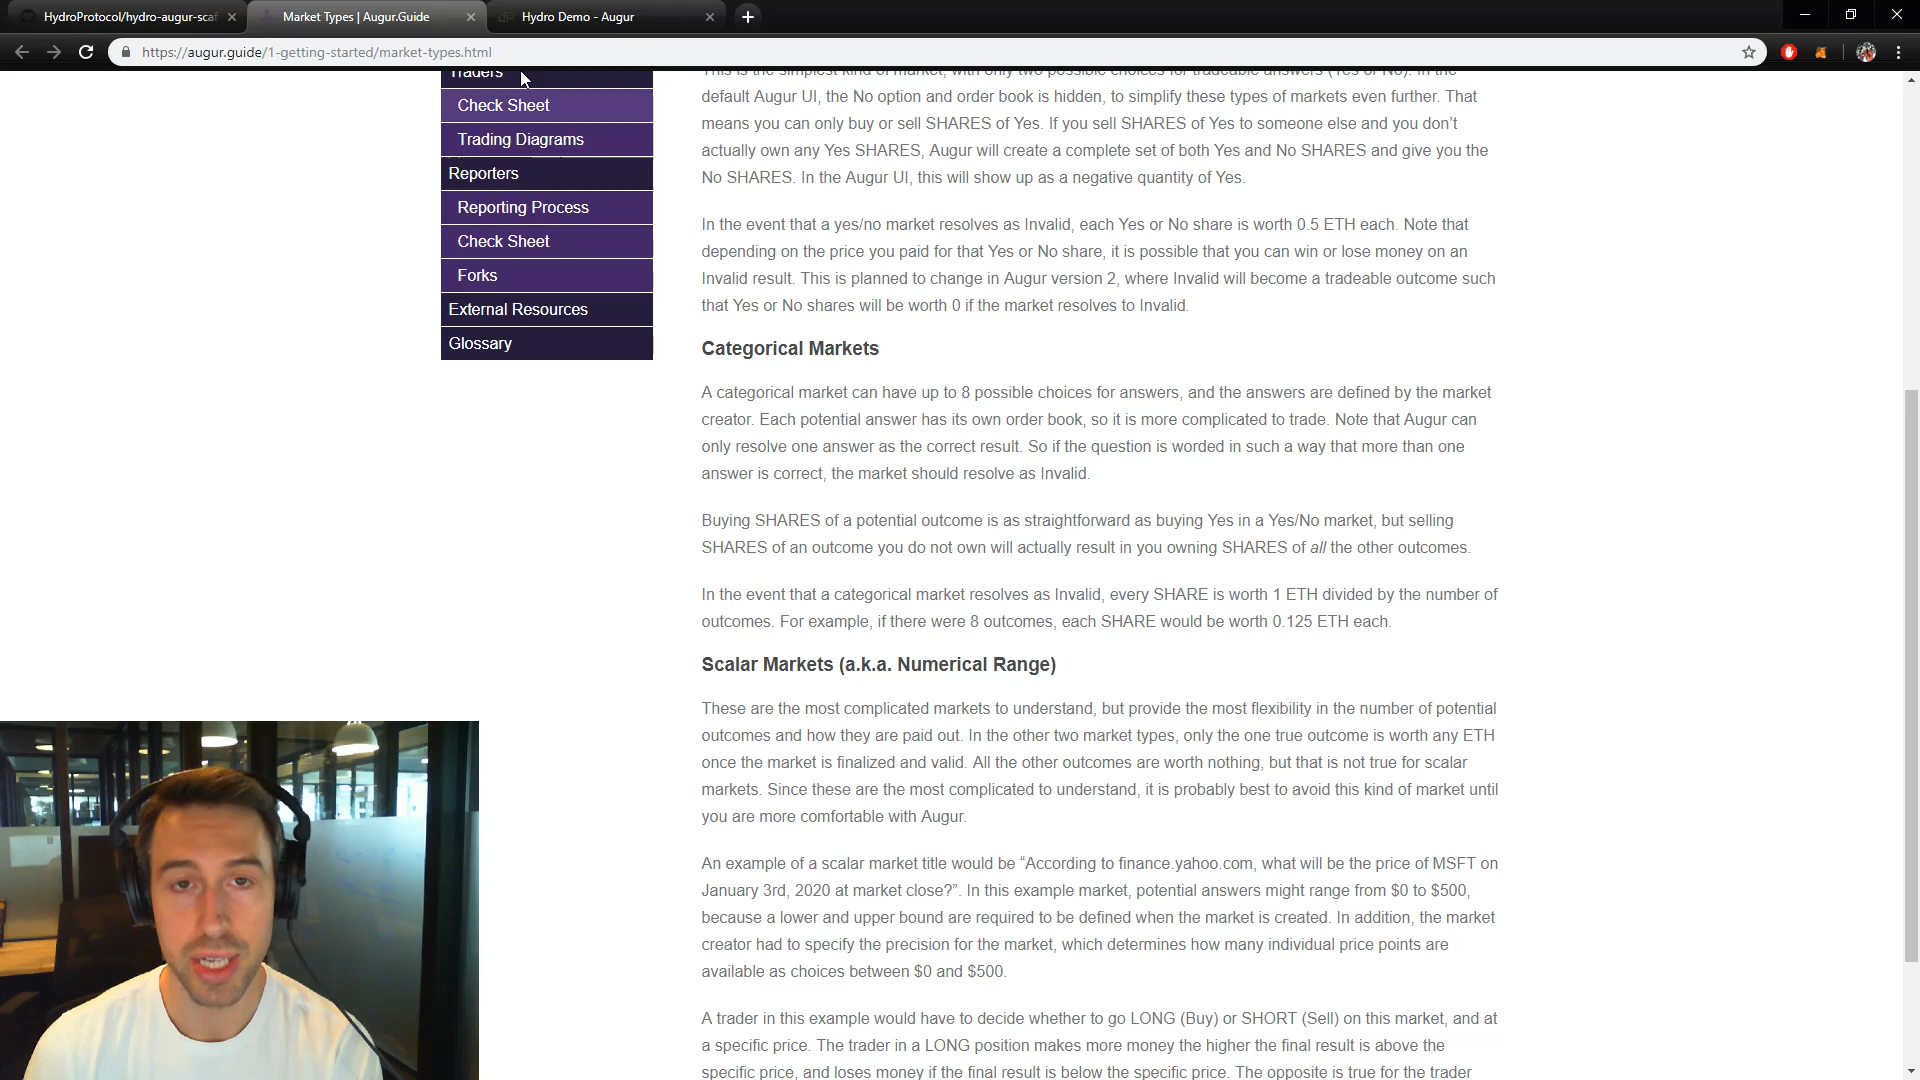 HydroProtocol/hydro-augur-scaf
Market Types | Augur.Guide
Hydro Demo - Augur
https://augur.guide/1-getting-started/market-types.html
Traders
Check Sheet
Trading Diagrams
Reporters
Reporting Process
Check Sheet
Forks
External Resources
Glossary
This is the simplest kind of market, with only two possible choices for tradeable answers (Yes or No). In the
default Augur UI, the No option and order book is hidden, to simplify these types of markets even further. That
means you can only buy or sell SHARES of Yes. If you sell SHARES of Yes to someone else and you don’t
actually own any Yes SHARES, Augur will create a complete set of both Yes and No SHARES and give you the
No SHARES. In the Augur UI, this will show up as a negative quantity of Yes.
In the event that a yes/no market resolves as Invalid, each Yes or No share is worth 0.5 ETH each. Note that
depending on the price you paid for that Yes or No share, it is possible that you can win or lose money on an
Invalid result. This is planned to change in Augur version 2, where Invalid will become a tradeable outcome such
that Yes or No shares will be worth 0 if the market resolves to Invalid.
Categorical Markets
A categorical market can have up to 8 possible choices for answers, and the answers are defined by the market
creator. Each potential answer has its own order book, so it is more complicated to trade. Note that Augur can
only resolve one answer as the correct result. So if the question is worded in such a way that more than one
answer is correct, the market should resolve as Invalid.
Buying SHARES of a potential outcome is as straightforward as buying Yes in a Yes/No market, but selling
SHARES of an outcome you do not own will actually result in you owning SHARES of all the other outcomes.
In the event that a categorical market resolves as Invalid, every SHARE is worth 1 ETH divided by the number of
outcomes. For example, if there were 8 outcomes, each SHARE would be worth 0.125 ETH each.
Scalar Markets (a.k.a. Numerical Range)
These are the most complicated markets to understand, but provide the most flexibility in the number of potential
outcomes and how they are paid out. In the other two market types, only the one true outcome is worth any ETH
once the market is finalized and valid. All the other outcomes are worth nothing, but that is not true for scalar
markets. Since these are the most complicated to understand, it is probably best to avoid this kind of market until
you are more comfortable with Augur.
An example of a scalar market title would be “According to finance.yahoo.com, what will be the price of MSFT on
January 3rd, 2020 at market close?”. In this example market, potential answers might range from $0 to $500,
because a lower and upper bound are required to be defined when the market is created. In addition, the market
creator had to specify the precision for the market, which determines how many individual price points are
available as choices between $0 and $500.
A trader in this example would have to decide whether to go LONG (Buy) or SHORT (Sell) on this market, and at
a specific price. The trader in a LONG position makes more money the higher the final result is above the
specific price, and loses money if the final result is below the specific price. The opposite is true for the trader